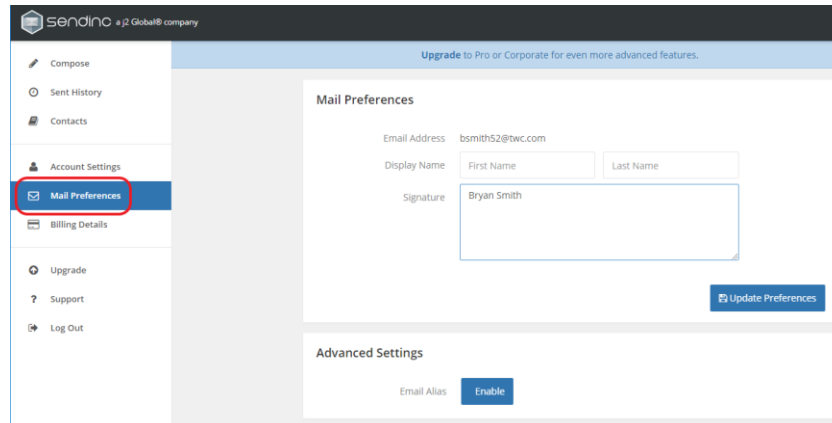 sendinc a j2 Global® company
Upgrade to Pro or Corporate for even more advanced features.
Compose
Sent History
Contacts
Account Settings
Mail Preferences
Billing Details
Upgrade
? Support
Log Out
Mail Preferences
Email Address bsmith52@twc.com
Display Name First Name Last Name
Signature Bryan Smith
Update Preferences
Advanced Settings
Email Alias Enable